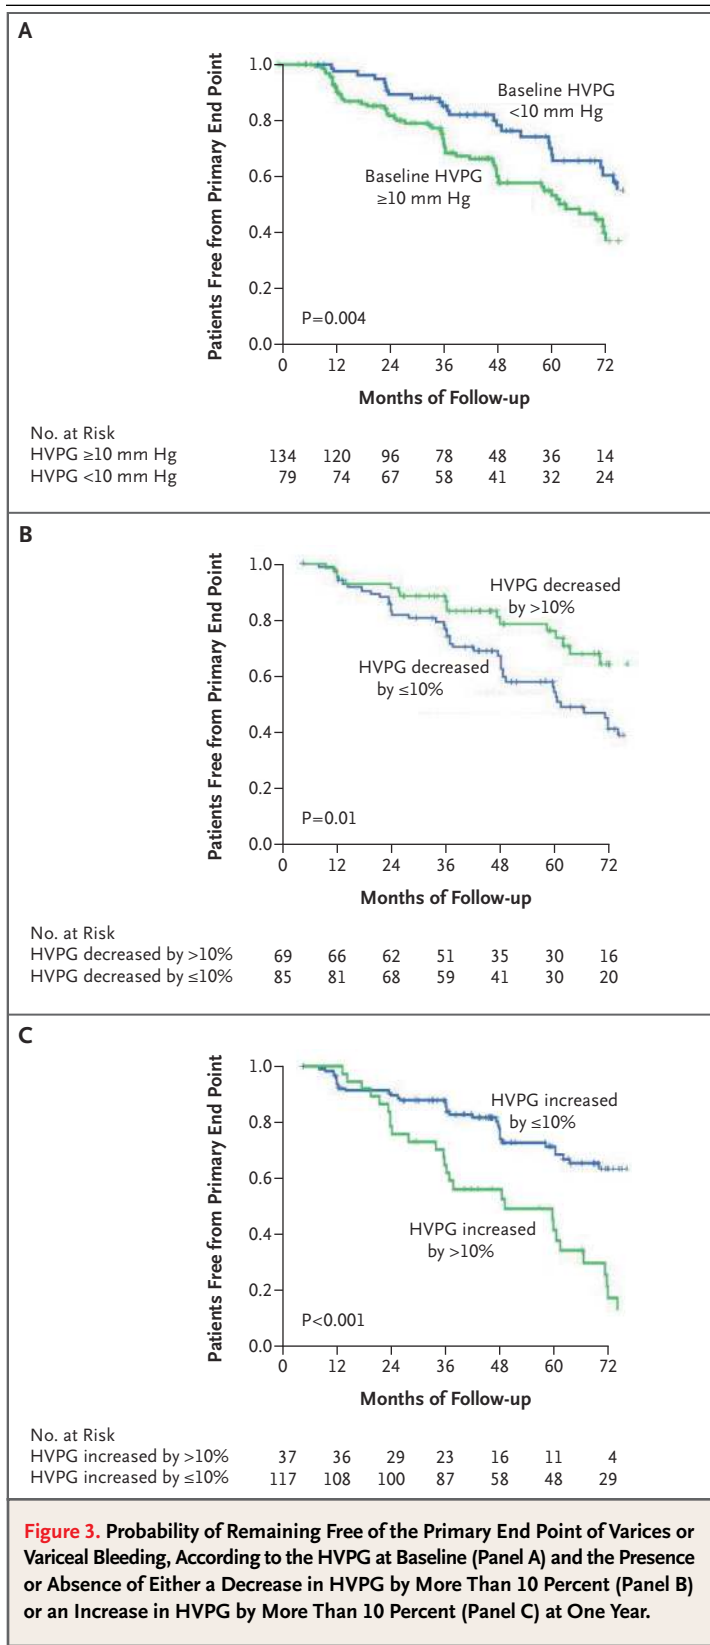 A
Patients Free from Primary End Point
1.0
0.8
0.6
0.4
0.2
0.0
Baseline HVPG
<10 mm Hg
Baseline HVPG
≥10 mm Hg
P=0.004
0 12 24 36 48 60 72
Months of Follow-up
No. at Risk
HVPG ≥10 mm Hg 134 120 96 78 48 36 14
HVPG <10 mm Hg 79 74 67 58 41 32 24
B
Patients Free from Primary End Point
1.0
0.8
0.6
0.4
0.2
0.0
HVPG decreased
by >10%
HVPG decreased
by ≤10%
P=0.01
0 12 24 36 48 60 72
Months of Follow-up
No. at Risk
HVPG decreased by >10% 69 66 62 51 35 30 16
HVPG decreased by ≤10% 85 81 68 59 41 30 20
C
Patients Free from Primary End Point
1.0
0.8
0.6
0.4
0.2
0.0
HVPG increased
by ≤10%
HVPG increased
by >10%
P<0.001
0 12 24 36 48 60 72
Months of Follow-up
No. at Risk
HVPG increased by >10% 37 36 29 23 16 11 4
HVPG increased by ≤10% 117 108 100 87 58 48 29
Figure 3. Probability of Remaining Free of the Primary End Point of Varices or
Variceal Bleeding, According to the HVPG at Baseline (Panel A) and the Presence
or Absence of Either a Decrease in HVPG by More Than 10 Percent (Panel B)
or an Increase in HVPG by More Than 10 Percent (Panel C) at One Year.